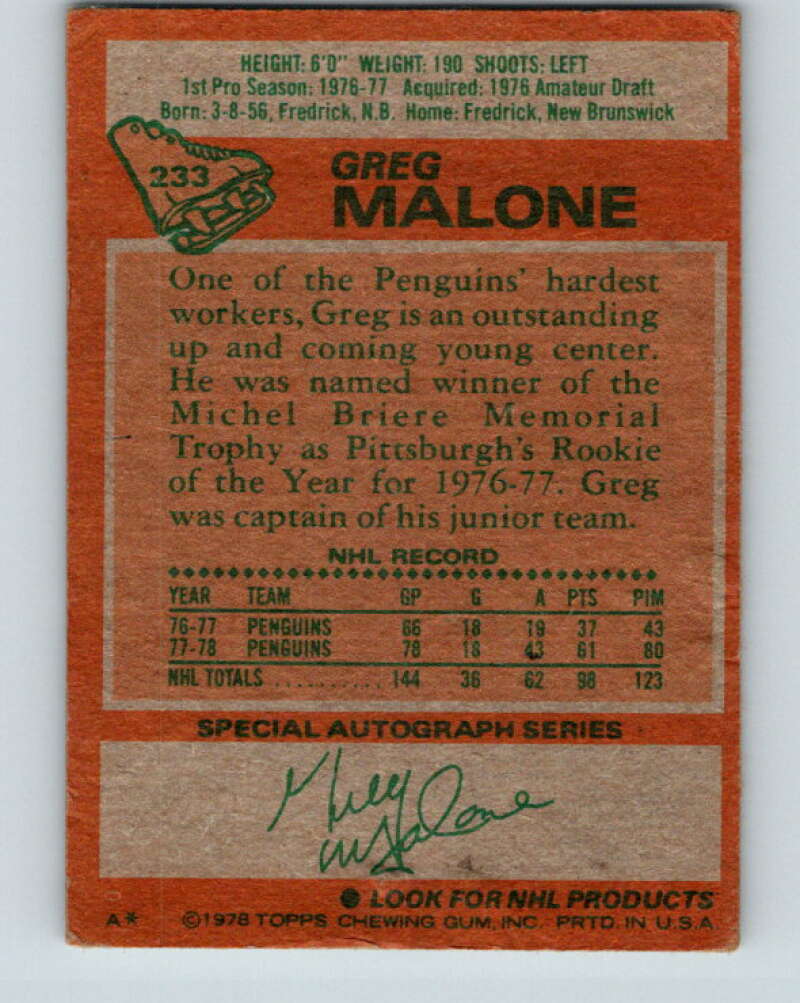 HEIGHT: 6'0" WEIGHT: 190 SHOOTS: LEFT
1st Pro Season: 1976-77 Acquired: 1976 Amateur Draft
Born: 3-8-56, Fredrick, N.B. Home: Fredrick, New Brunswick
233
GREG
MALONE
One of the Penguins' hardest
workers, Greg is an outstanding
up and coming young center.
He was named winner of the
Michel Briere Memorial
Trophy as Pittsburgh's Rookie
of the Year for 1976-77. Greg
was captain of his junior team.
NHL RECORD
YEAR TEAM GP G A PTS PIM
76-77 PENGUINS 66 18 19 37 43
77-78 PENGUINS 78 18 43 61 80
NHL TOTALS ........... 144 36 62 98 123
SPECIAL AUTOGRAPH SERIES
Greg
Malone
● LOOK FOR NHL PRODUCTS
A* ©1978 TOPPS CHEWING GUM, INC. PRTD. IN U.S.A